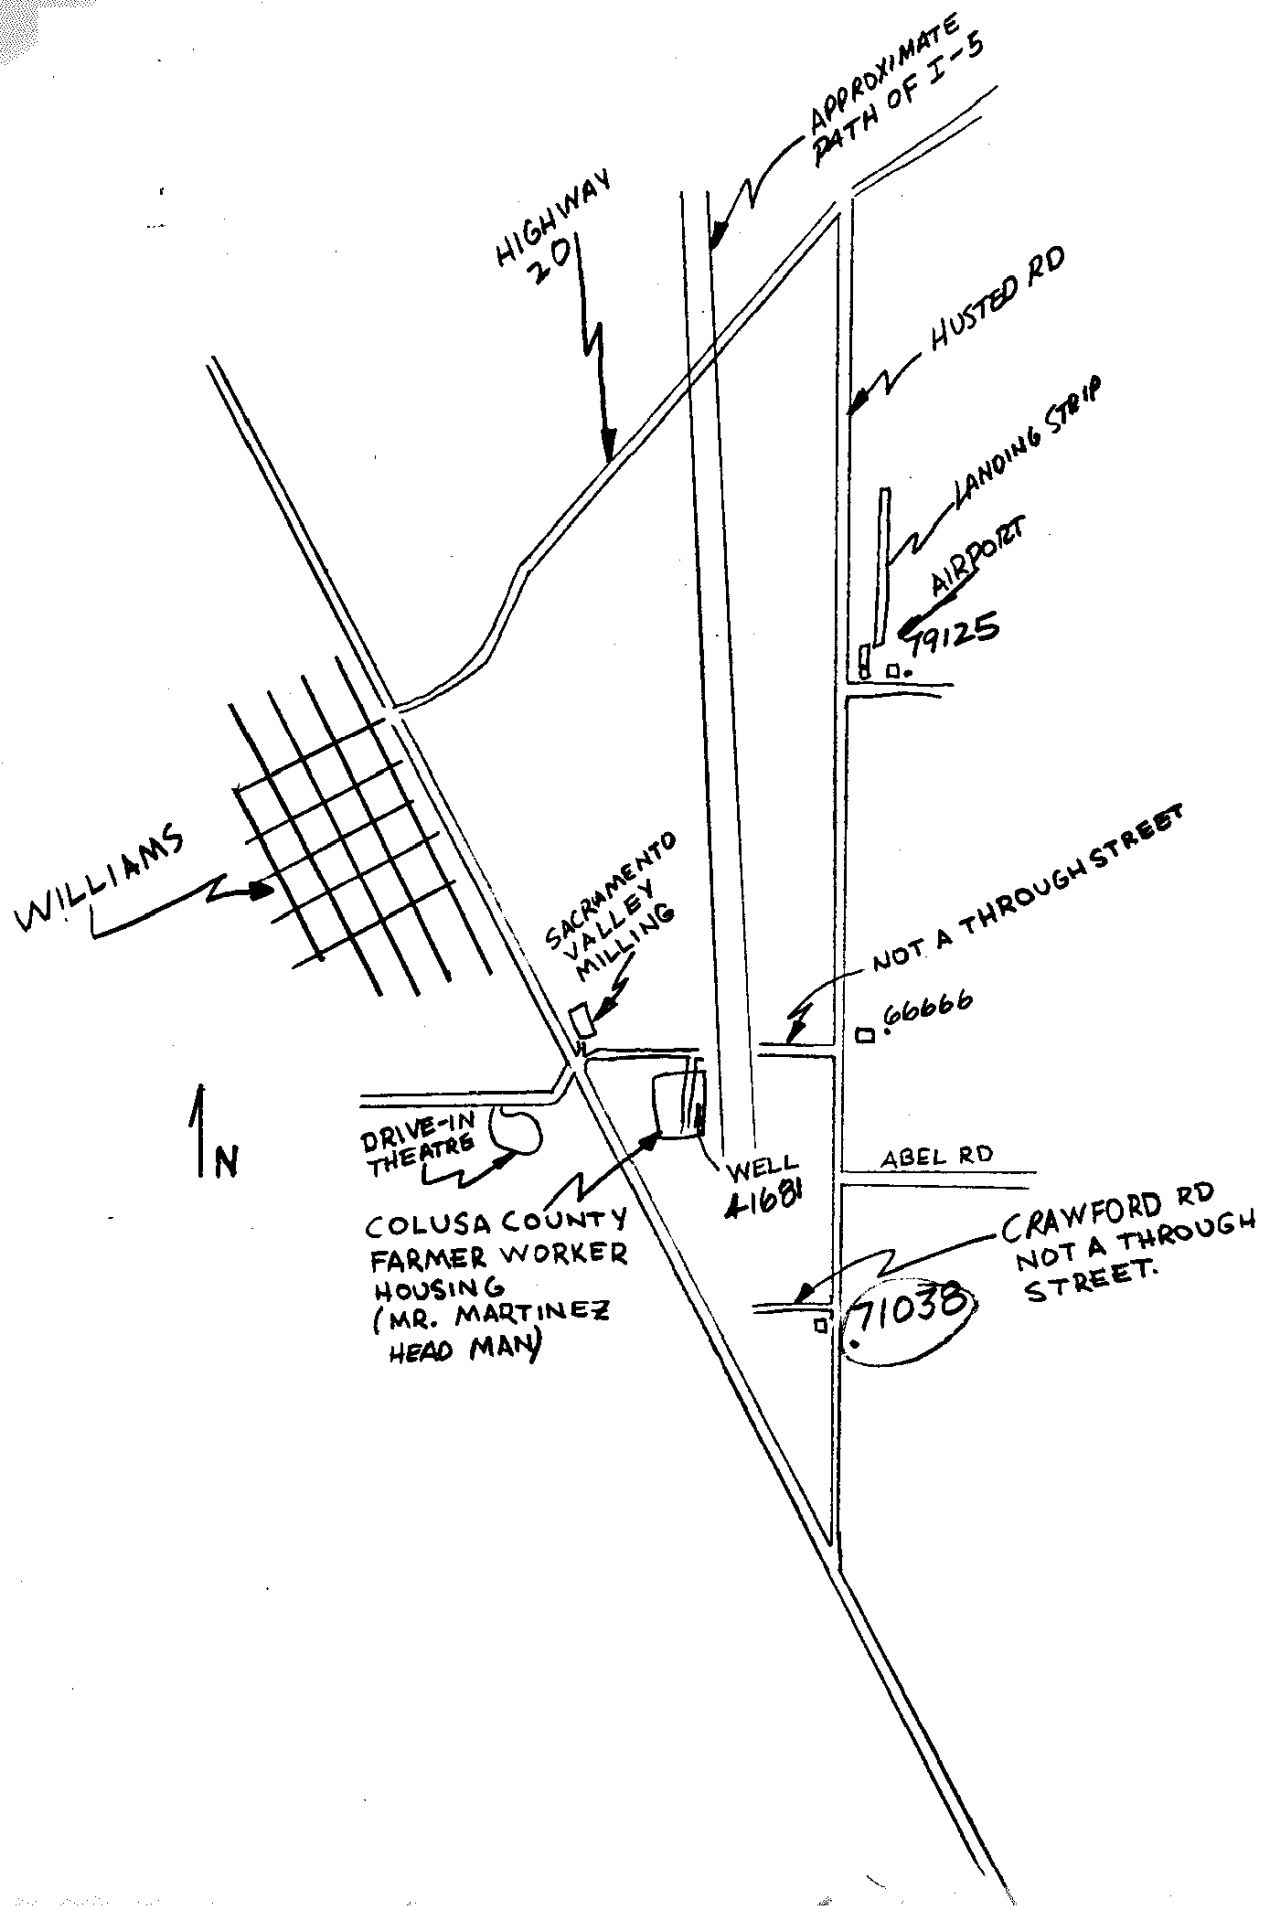 APPROXIMATE
PATH OF I-5
HIGHWAY
20
HUSTED RD
LANDING STRIP
AIRPORT
79125
WILLIAMS
SACRAMENTO
VALLEY
MILLING
NOT A THROUGH STREET
66666
N
DRIVE-IN
THEATRE
WELL
41681
ABEL RD
COLUSA COUNTY
FARMER WORKER
HOUSING
(MR. MARTINEZ
HEAD MAN)
CRAWFORD RD
NOT A THROUGH
STREET.
71038